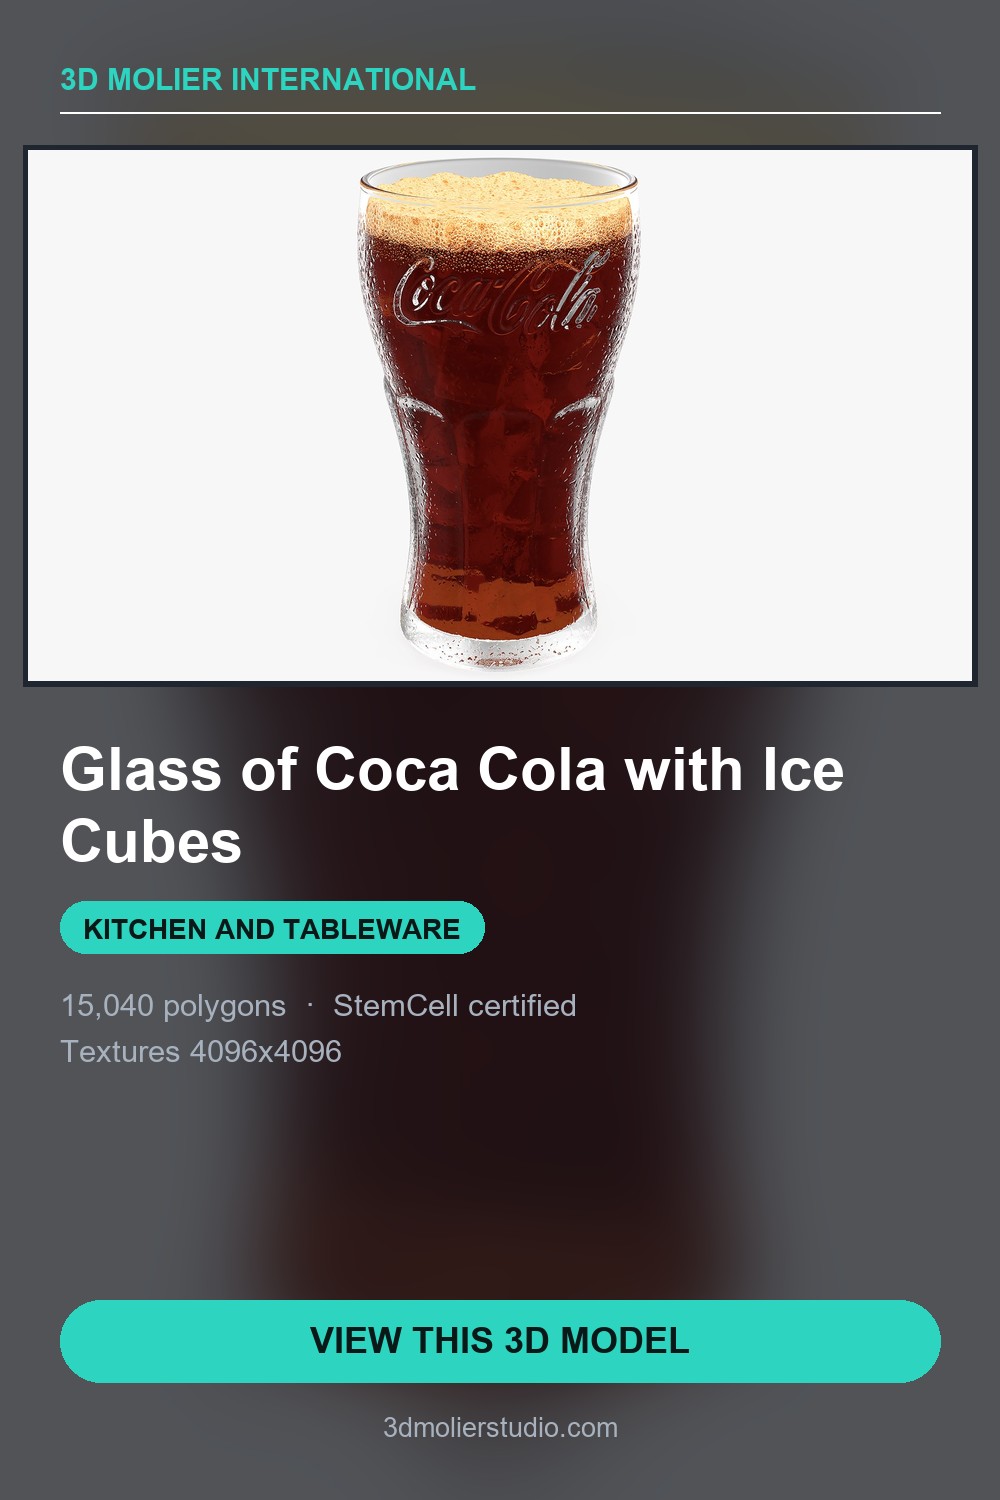 3D MOLIER INTERNATIONAL
Coca-Cola
Glass of Coca Cola with Ice
Cubes
KITCHEN AND TABLEWARE
15,040 polygons · StemCell certified
Textures 4096x4096
VIEW THIS 3D MODEL
3dmolierstudio.com